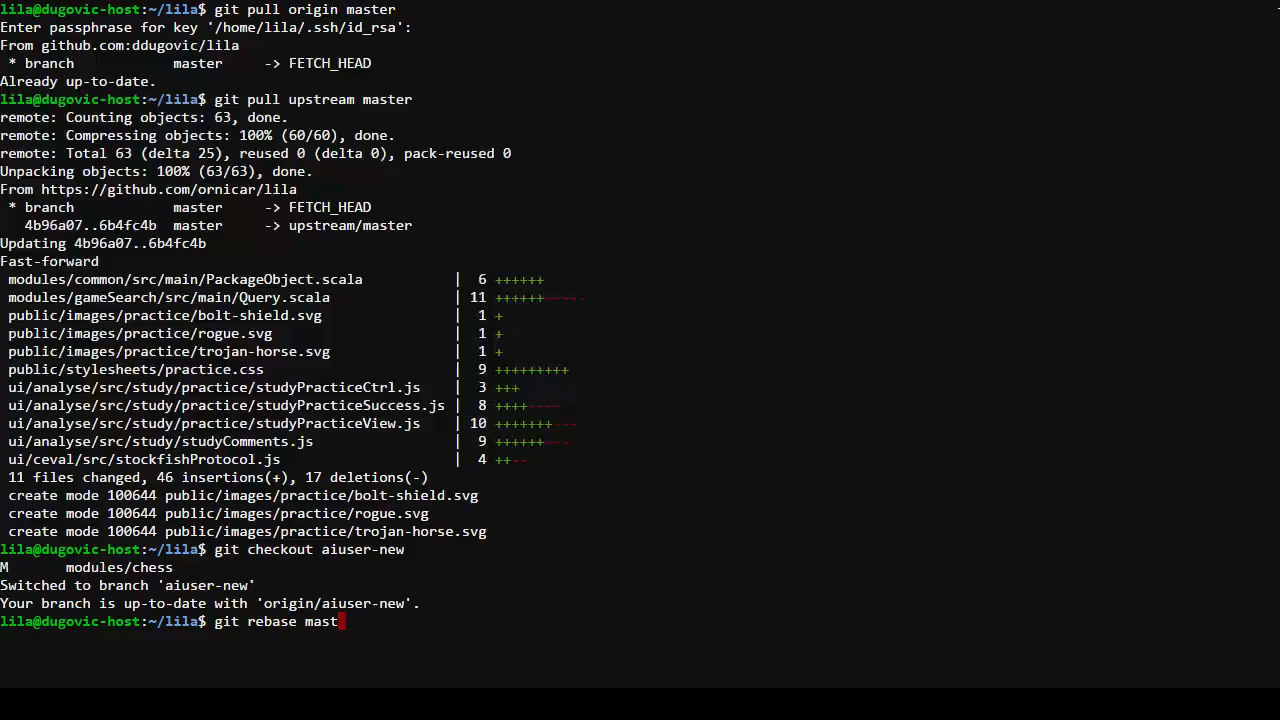 lila@dugovic-host:~/lila$ git pull origin master
Enter passphrase for key '/home/lila/.ssh/id_rsa':
From github.com:ddugovic/lila
 * branch            master     -> FETCH_HEAD
Already up-to-date.
lila@dugovic-host:~/lila$ git pull upstream master
remote: Counting objects: 63, done.
remote: Compressing objects: 100% (60/60), done.
remote: Total 63 (delta 25), reused 0 (delta 0), pack-reused 0
Unpacking objects: 100% (63/63), done.
From https://github.com/ornicar/lila
 * branch            master     -> FETCH_HEAD
   4b96a07..6b4fc4b  master     -> upstream/master
Updating 4b96a07..6b4fc4b
Fast-forward
 modules/common/src/main/PackageObject.scala           |  6 ++++++
 modules/gameSearch/src/main/Query.scala               | 11 ++++++-----
 public/images/practice/bolt-shield.svg                |  1 +
 public/images/practice/rogue.svg                      |  1 +
 public/images/practice/trojan-horse.svg               |  1 +
 public/stylesheets/practice.css                       |  9 +++++++++
 ui/analyse/src/study/practice/studyPracticeCtrl.js    |  3 +++
 ui/analyse/src/study/practice/studyPracticeSuccess.js |  8 ++++----
 ui/analyse/src/study/practice/studyPracticeView.js    | 10 +++++++---
 ui/analyse/src/study/studyComments.js                 |  9 ++++++---
 ui/ceval/src/stockfishProtocol.js                     |  4 ++--
 11 files changed, 46 insertions(+), 17 deletions(-)
 create mode 100644 public/images/practice/bolt-shield.svg
 create mode 100644 public/images/practice/rogue.svg
 create mode 100644 public/images/practice/trojan-horse.svg
lila@dugovic-host:~/lila$ git checkout aiuser-new
M       modules/chess
Switched to branch 'aiuser-new'
Your branch is up-to-date with 'origin/aiuser-new'.
lila@dugovic-host:~/lila$ git rebase mast